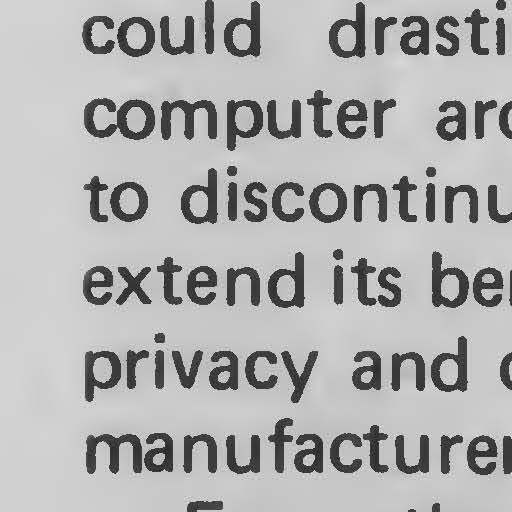 could drasti
computer arc
to discontinu
extend its ber
privacy and
manufacturer